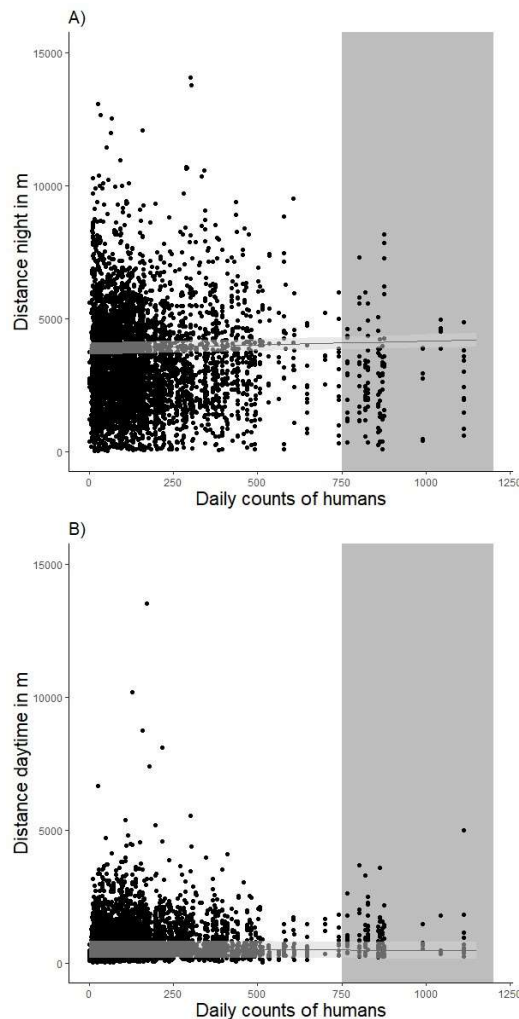 A)
15000
10000
5000
0
Distance night in m
0 250 500 750 1000 1250
Daily counts of humans
B)
15000
10000
5000
0
Distance daytime in m
0 250 500 750 1000 1250
Daily counts of humans